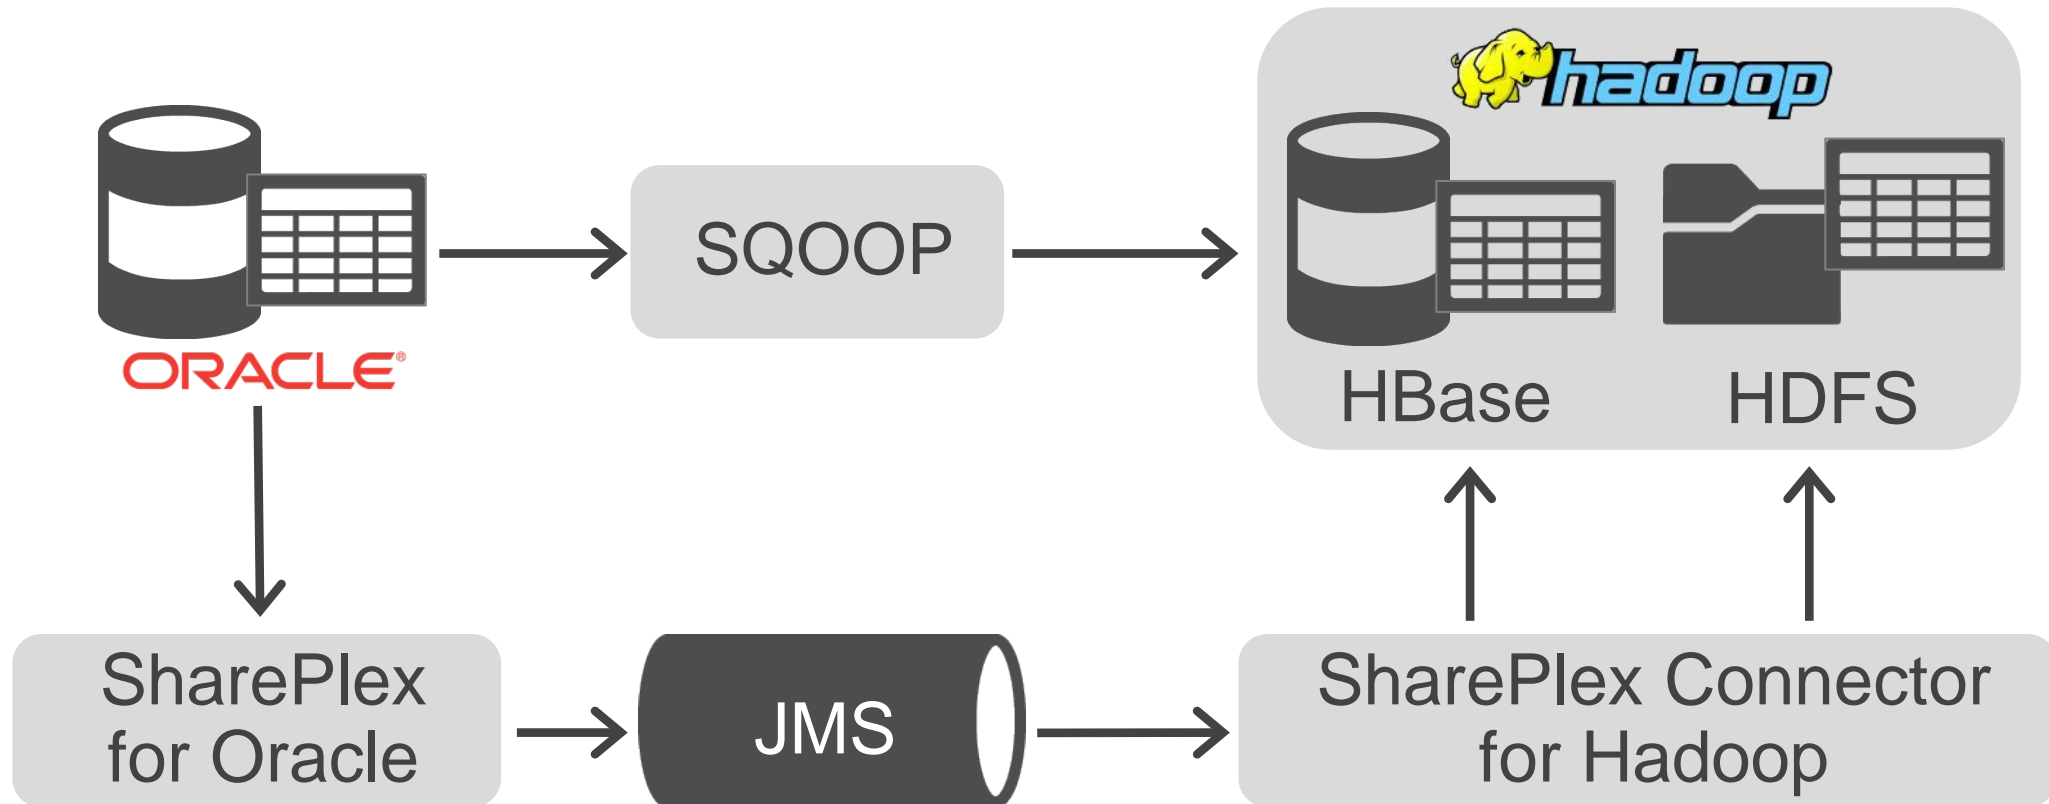 hadoop
SQOOP
ORACLE®
HBase
HDFS
SharePlex
for Oracle
JMS
SharePlex Connector
for Hadoop